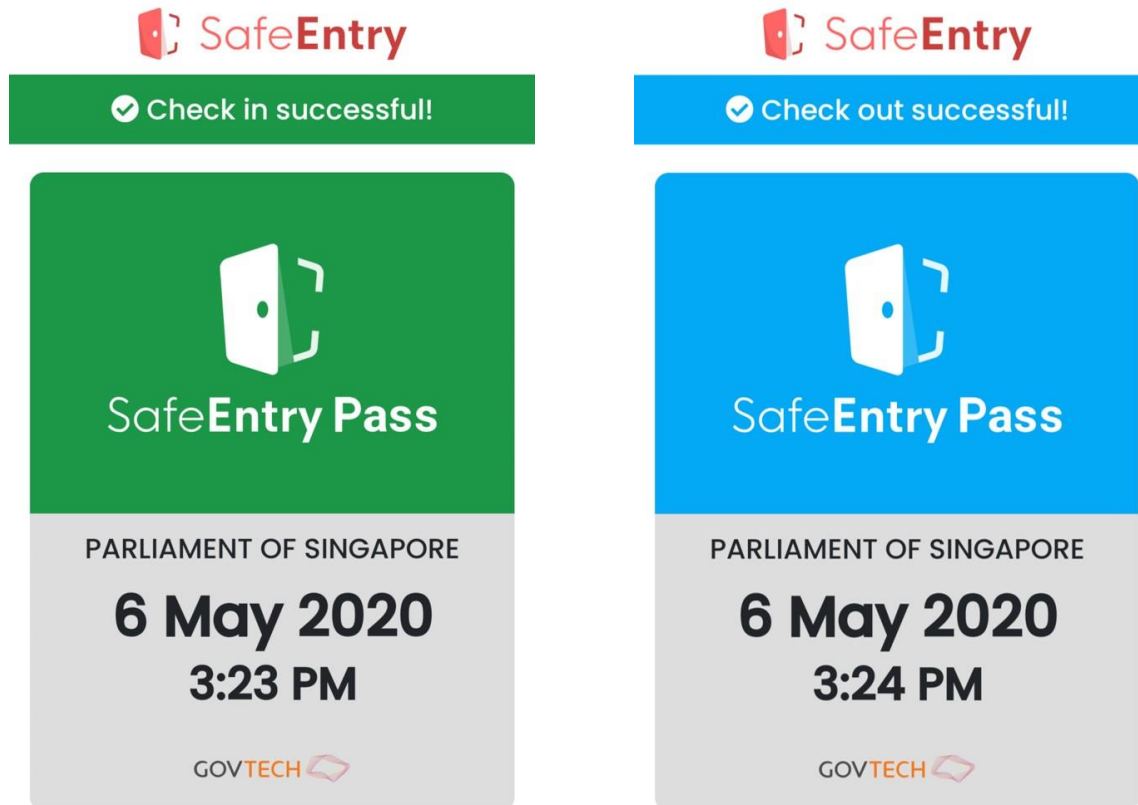 SafeEntry
Check in successful!
SafeEntry Pass
PARLIAMENT OF SINGAPORE
6 May 2020
3:23 PM
GOVTECH
SafeEntry
Check out successful!
SafeEntry Pass
PARLIAMENT OF SINGAPORE
6 May 2020
3:24 PM
GOVTECH